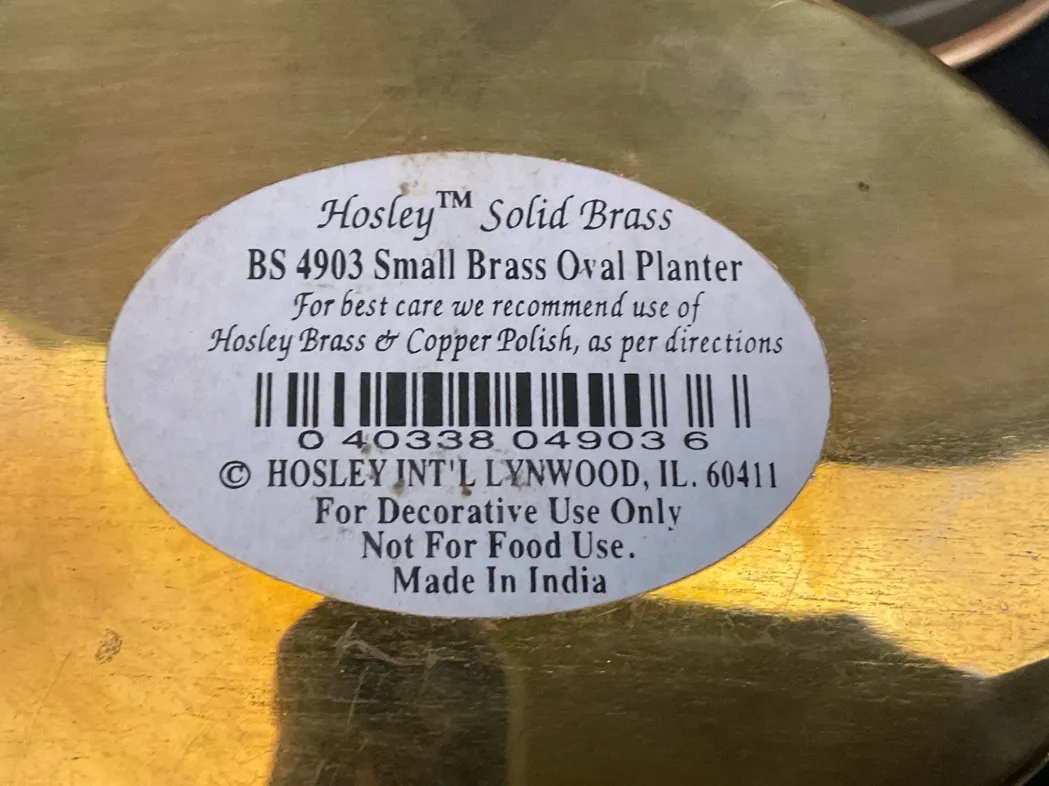 Hosley™ Solid Brass
BS 4903 Small Brass Oval Planter
For best care we recommend use of
Hosley Brass & Copper Polish, as per directions
0 40338 04903 6
© HOSLEY INT'L LYNWOOD, IL. 60411
For Decorative Use Only
Not For Food Use.
Made In India